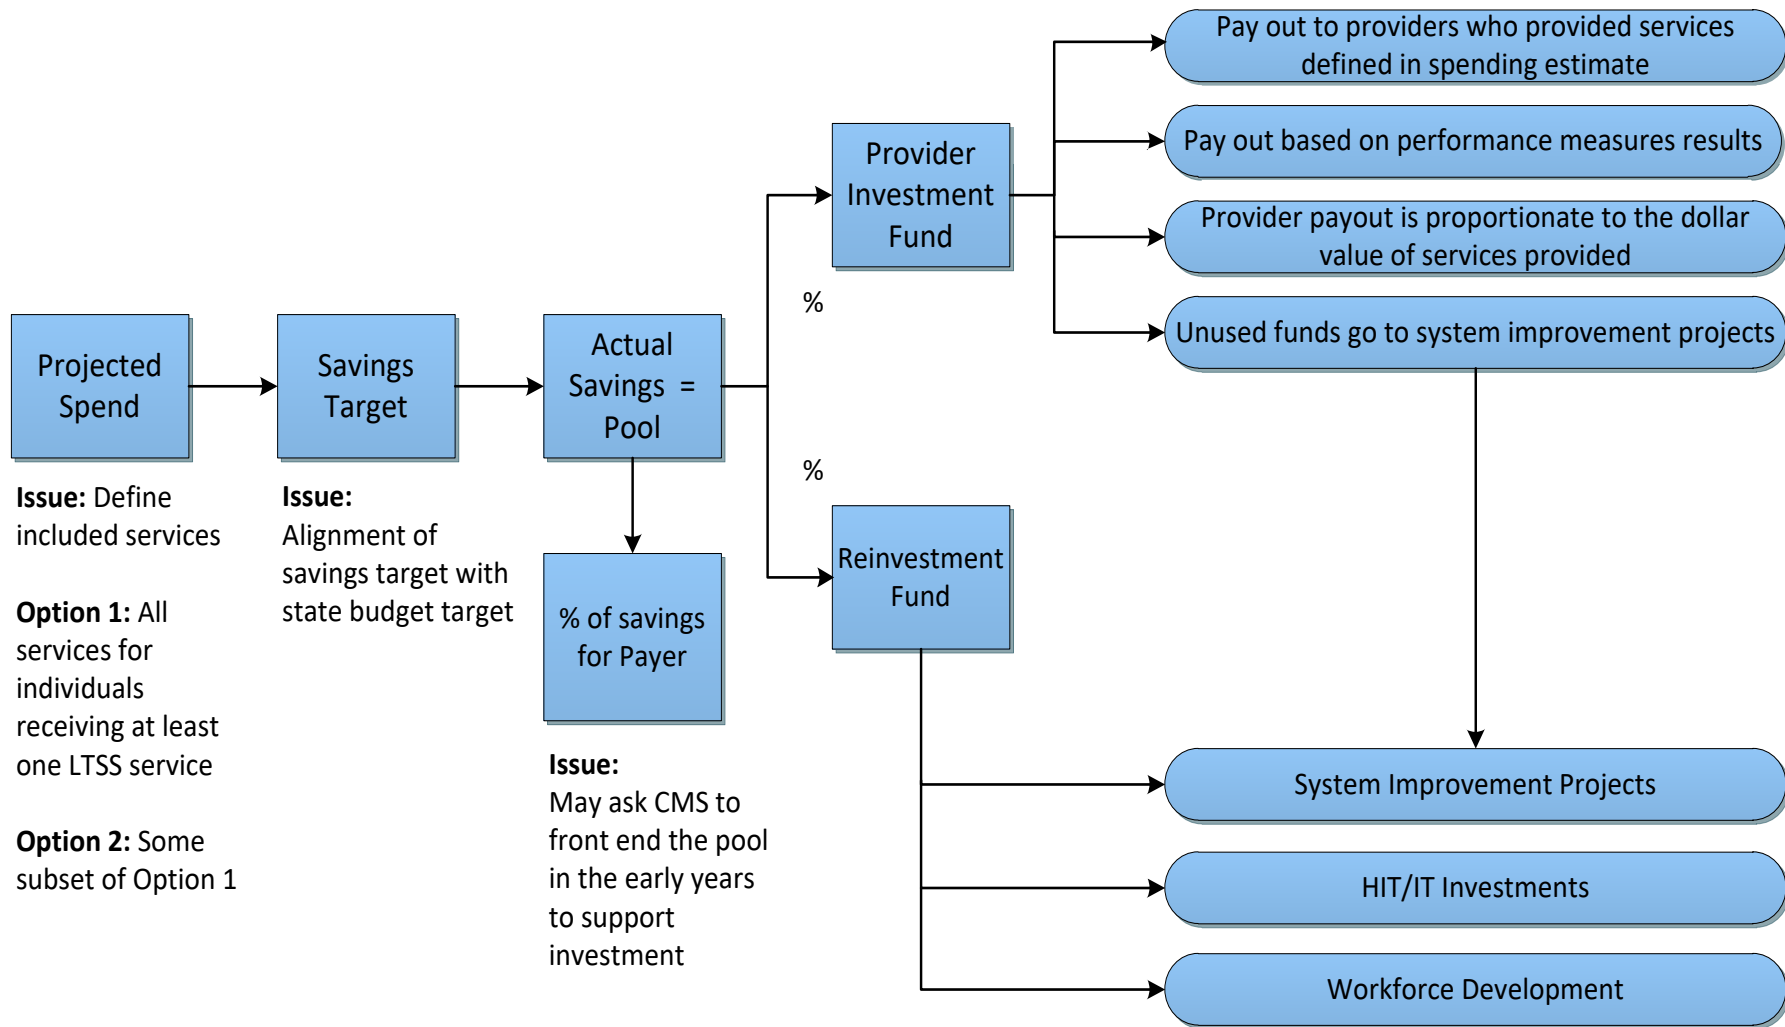 Projected
Spend
Issue: Define
included services
Option 1: All
services for
individuals
receiving at least
one LTSS service
Option 2: Some
subset of Option 1
Savings
Target
Issue:
Alignment of
savings target with
state budget target
Actual
Savings =
Pool
% of savings
for Payer
Issue:
May ask CMS to
front end the pool
in the early years
to support
investment
%
%
Provider
Investment
Fund
Reinvestment
Fund
Pay out to providers who provided services
defined in spending estimate
Pay out based on performance measures results
Provider payout is proportionate to the dollar
value of services provided
Unused funds go to system improvement projects
System Improvement Projects
HIT/IT Investments
Workforce Development